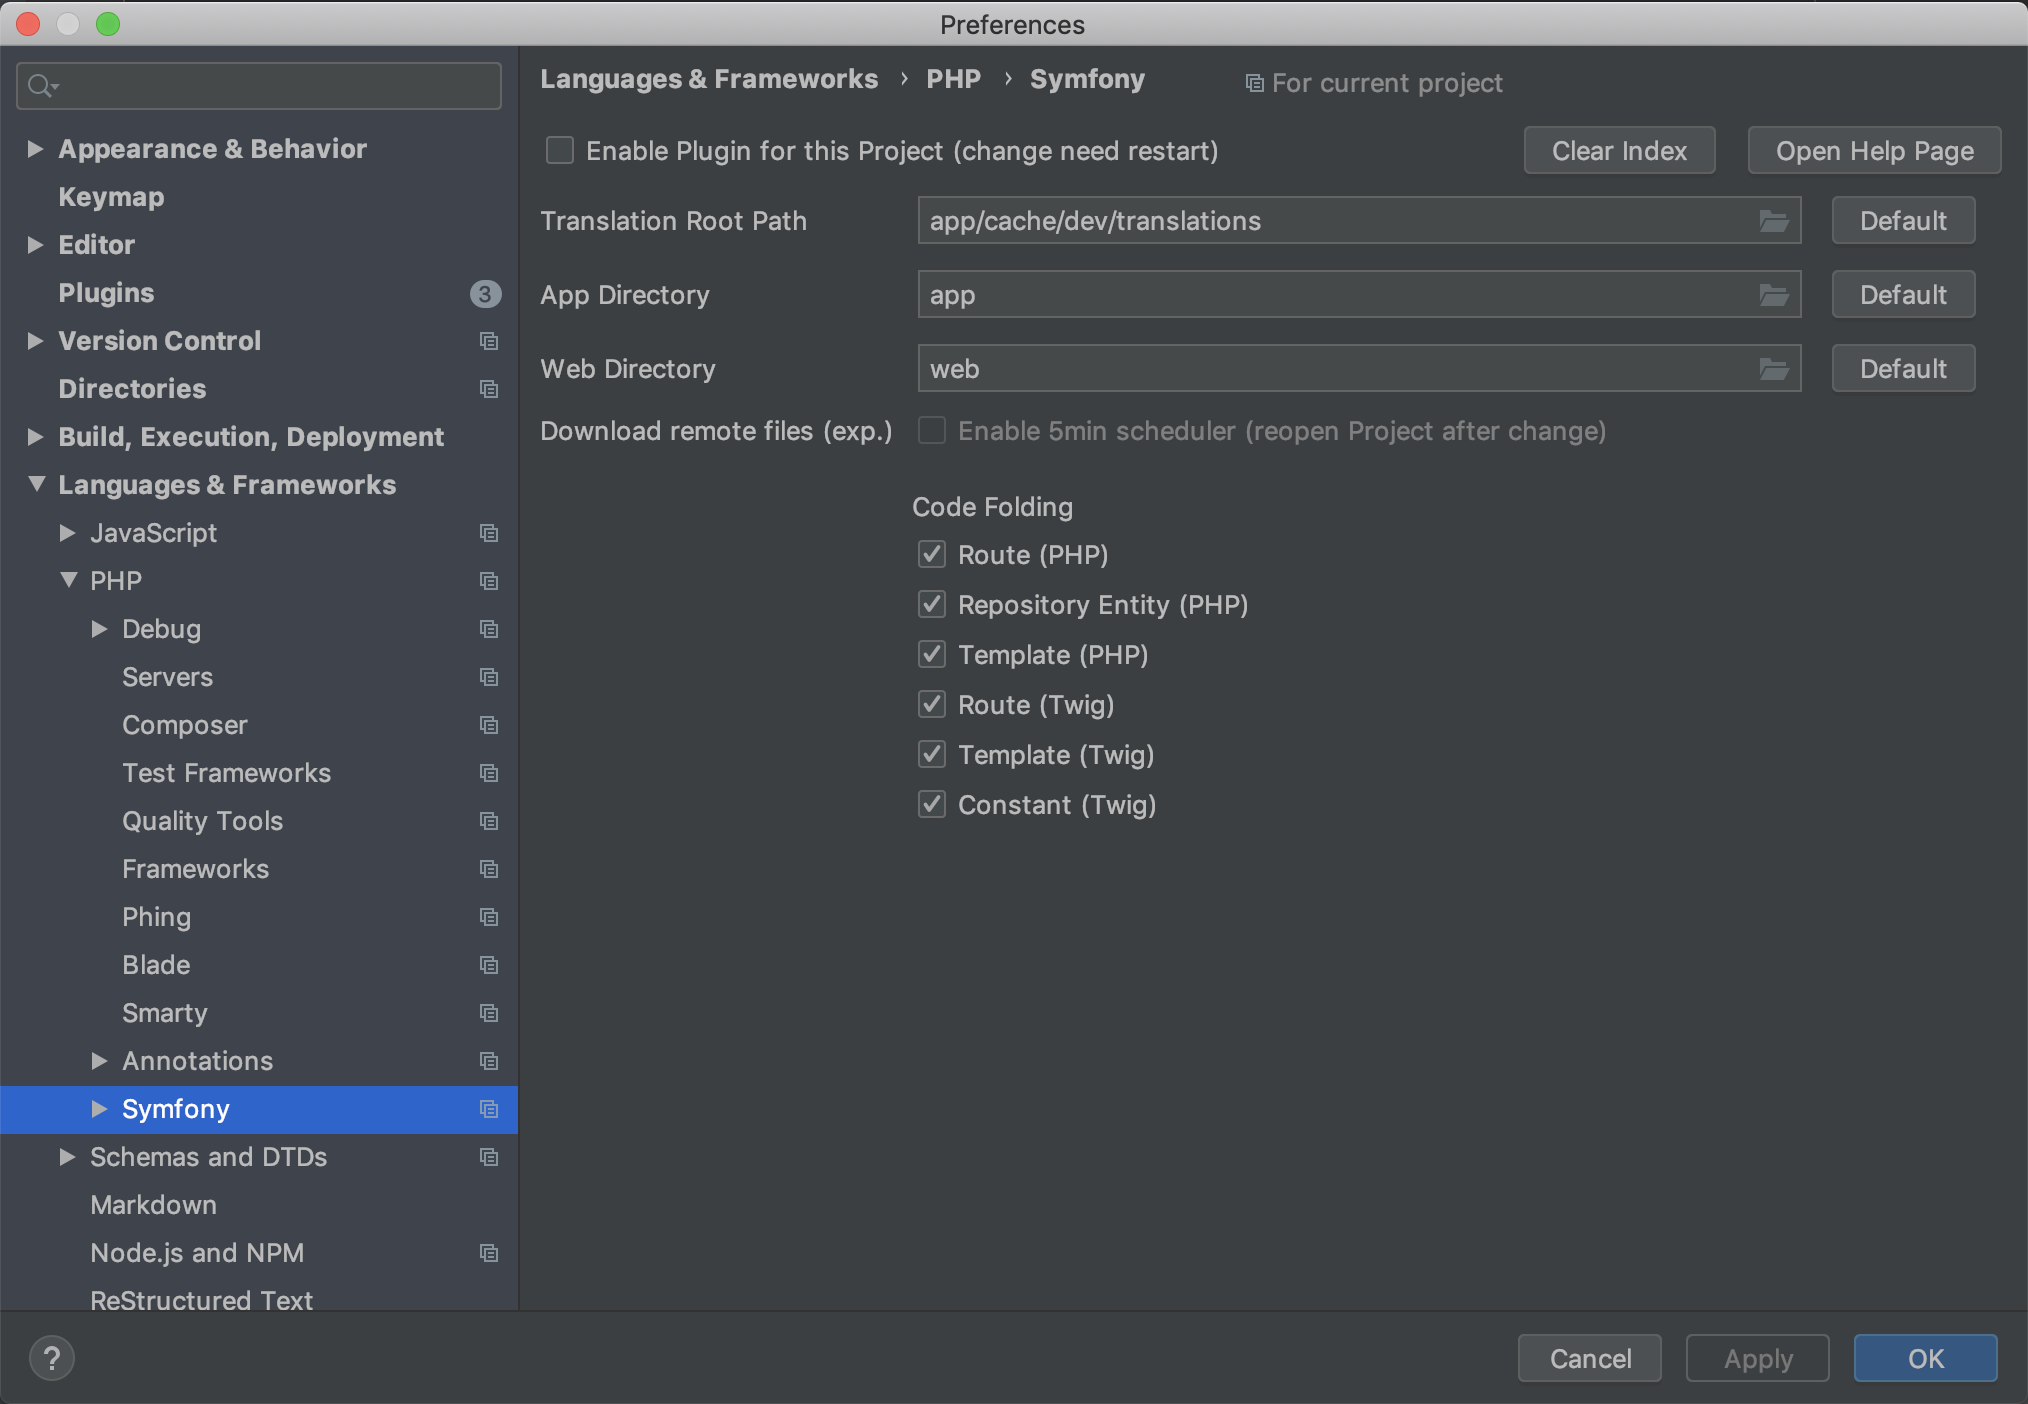 Preferences
Appearance & Behavior
Keymap
Editor
Plugins 3
Version Control
Directories
Build, Execution, Deployment
Languages & Frameworks
JavaScript
PHP
Debug
Servers
Composer
Test Frameworks
Quality Tools
Frameworks
Phing
Blade
Smarty
Annotations
Symfony
Schemas and DTDs
Markdown
Node.js and NPM
ReStructured Text
Languages & Frameworks › PHP › Symfony For current project
Enable Plugin for this Project (change need restart) Clear Index Open Help Page
Translation Root Path app/cache/dev/translations Default
App Directory app Default
Web Directory web Default
Download remote files (exp.) Enable 5min scheduler (reopen Project after change)
Code Folding
Route (PHP)
Repository Entity (PHP)
Template (PHP)
Route (Twig)
Template (Twig)
Constant (Twig)
? Cancel Apply OK